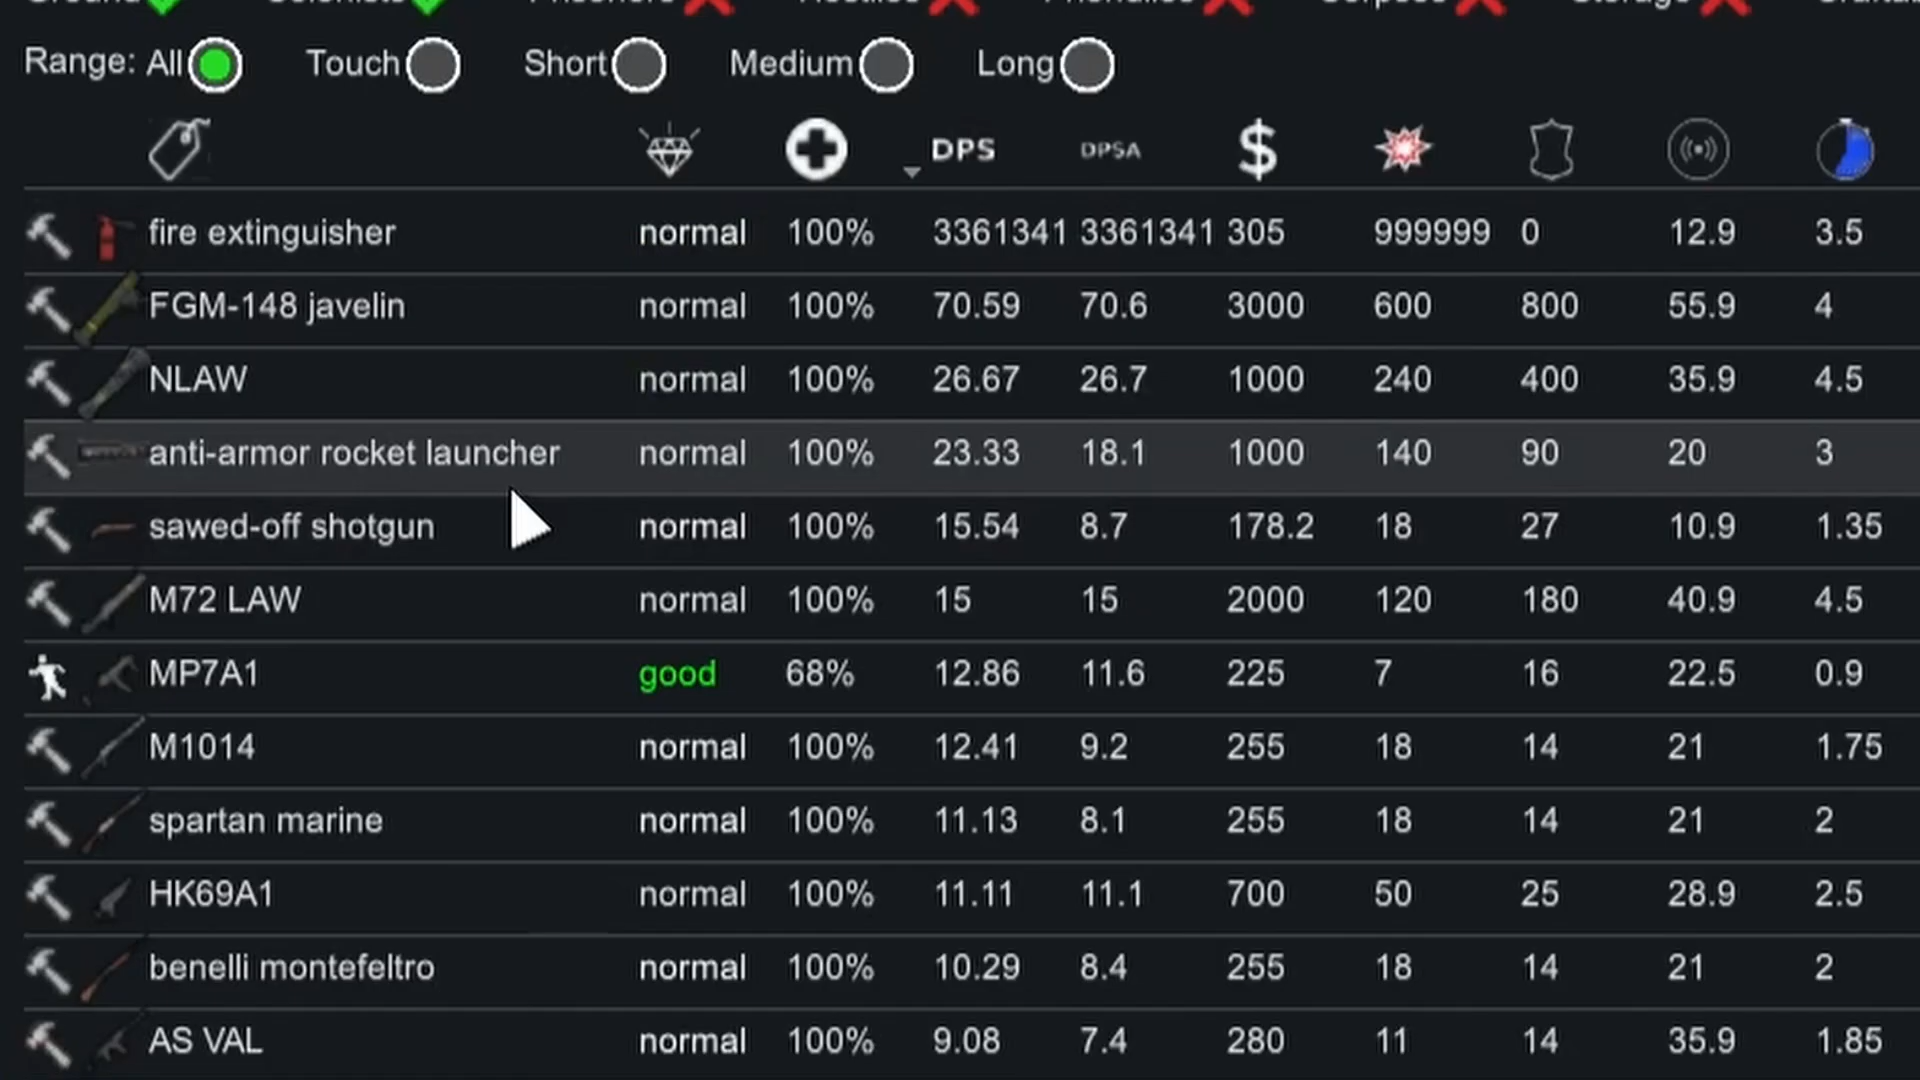 Range: All Touch Short Medium Long
DPS DPSA $
fire extinguisher normal 100% 3361341 3361341 305 999999 0 12.9 3.5
FGM-148 javelin normal 100% 70.59 70.6 3000 600 800 55.9 4
NLAW normal 100% 26.67 26.7 1000 240 400 35.9 4.5
anti-armor rocket launcher normal 100% 23.33 18.1 1000 140 90 20 3
sawed-off shotgun normal 100% 15.54 8.7 178.2 18 27 10.9 1.35
M72 LAW normal 100% 15 15 2000 120 180 40.9 4.5
MP7A1 good 68% 12.86 11.6 225 7 16 22.5 0.9
M1014 normal 100% 12.41 9.2 255 18 14 21 1.75
spartan marine normal 100% 11.13 8.1 255 18 14 21 2
HK69A1 normal 100% 11.11 11.1 700 50 25 28.9 2.5
benelli montefeltro normal 100% 10.29 8.4 255 18 14 21 2
AS VAL normal 100% 9.08 7.4 280 11 14 35.9 1.85